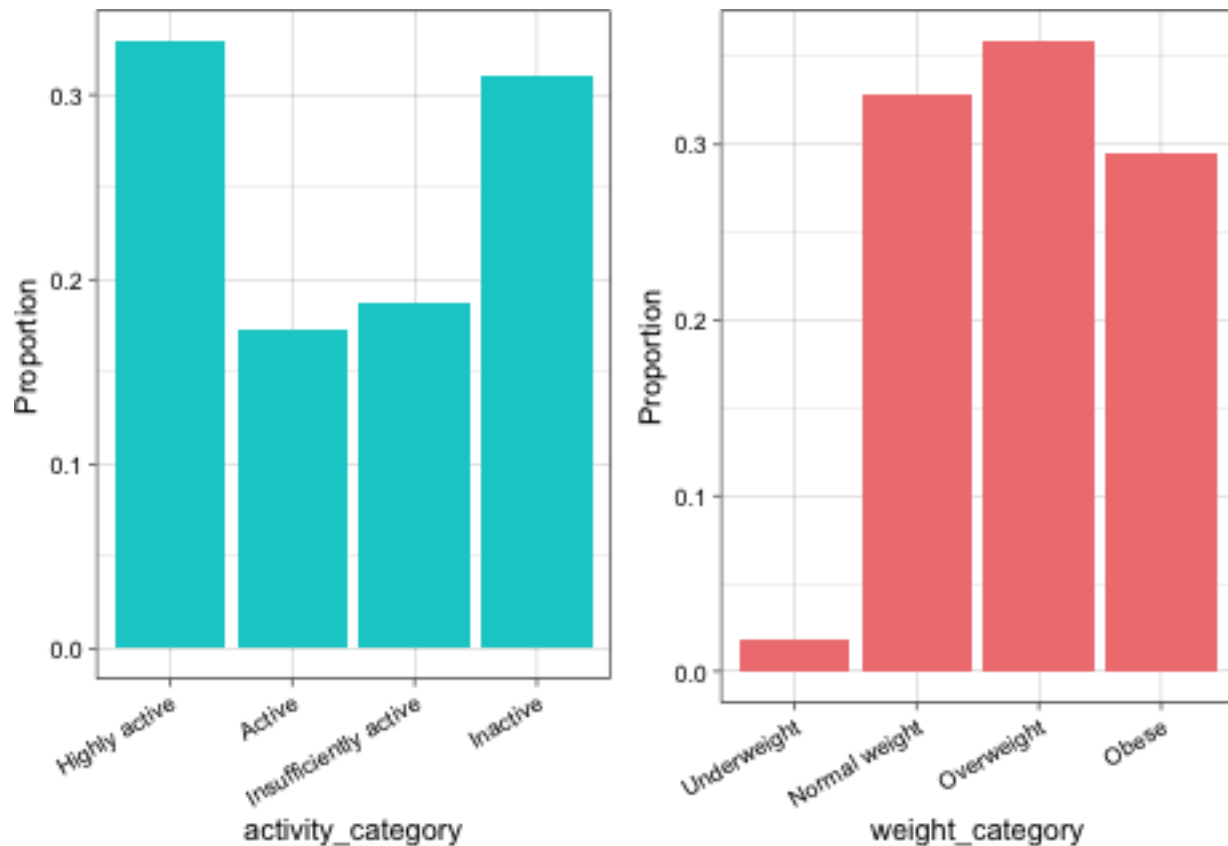 Proportion
0.3
0.2
0.1
0.0
Highly active
Active
Insufficiently active
Inactive
activity_category
Proportion
0.3
0.2
0.1
0.0
Underweight
Normal weight
Overweight
Obese
weight_category